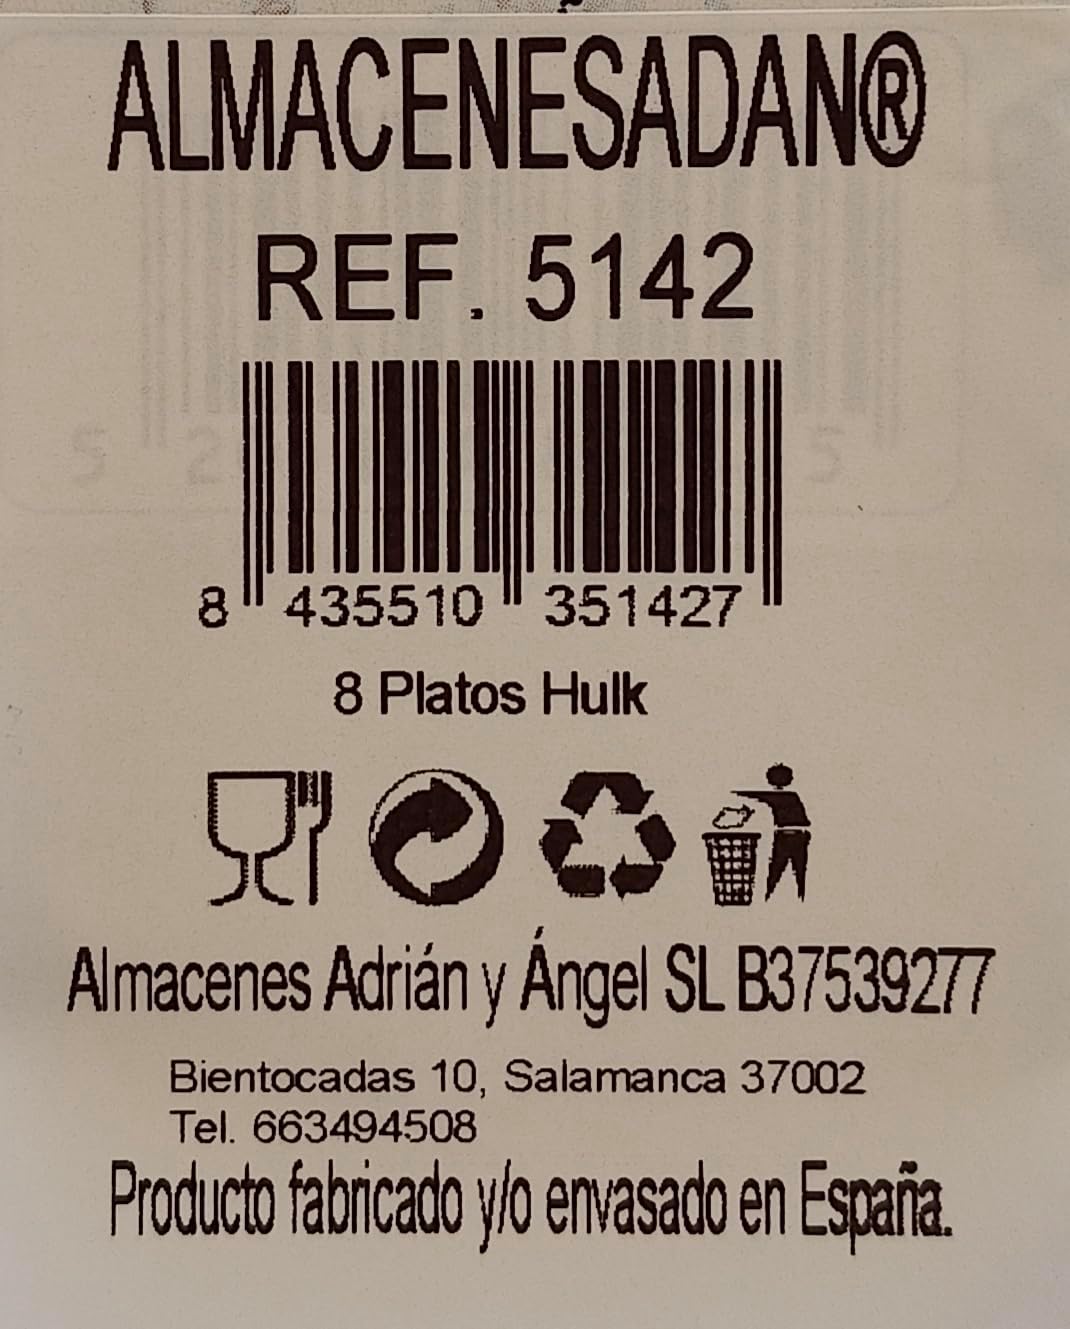 ALMACENESADAN®
REF. 5142
8 435510 351427
8 Platos Hulk
Almacenes Adrián y Ángel SL B37539277
Bientocadas 10, Salamanca 37002
Tel. 663494508
Producto fabricado y/o envasado en España.